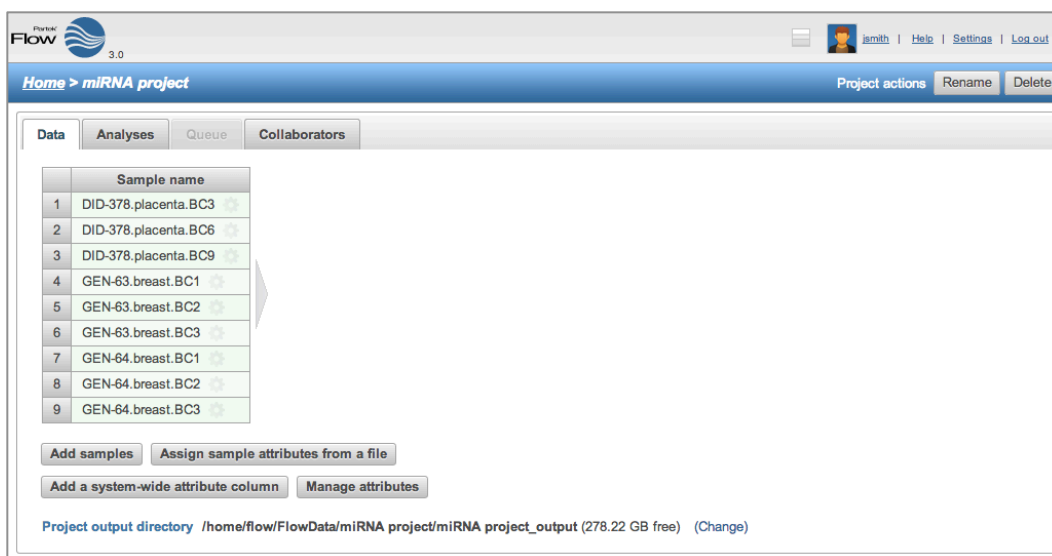 Partek
Flow
3.0
jsmith | Help | Settings | Log out
Home > miRNA project
Project actions Rename Delete
Data Analyses Queue Collaborators
Sample name
1 DID-378.placenta.BC3
2 DID-378.placenta.BC6
3 DID-378.placenta.BC9
4 GEN-63.breast.BC1
5 GEN-63.breast.BC2
6 GEN-63.breast.BC3
7 GEN-64.breast.BC1
8 GEN-64.breast.BC2
9 GEN-64.breast.BC3
Add samples Assign sample attributes from a file
Add a system-wide attribute column Manage attributes
Project output directory /home/flow/FlowData/miRNA project/miRNA project_output (278.22 GB free) (Change)